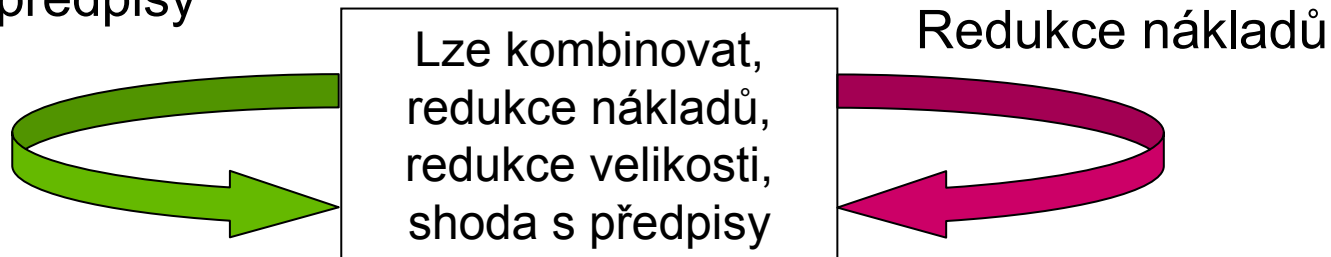 předpisy
Redukce nákladů
Lze kombinovat,
redukce nákladů,
redukce velikosti,
shoda s předpisy